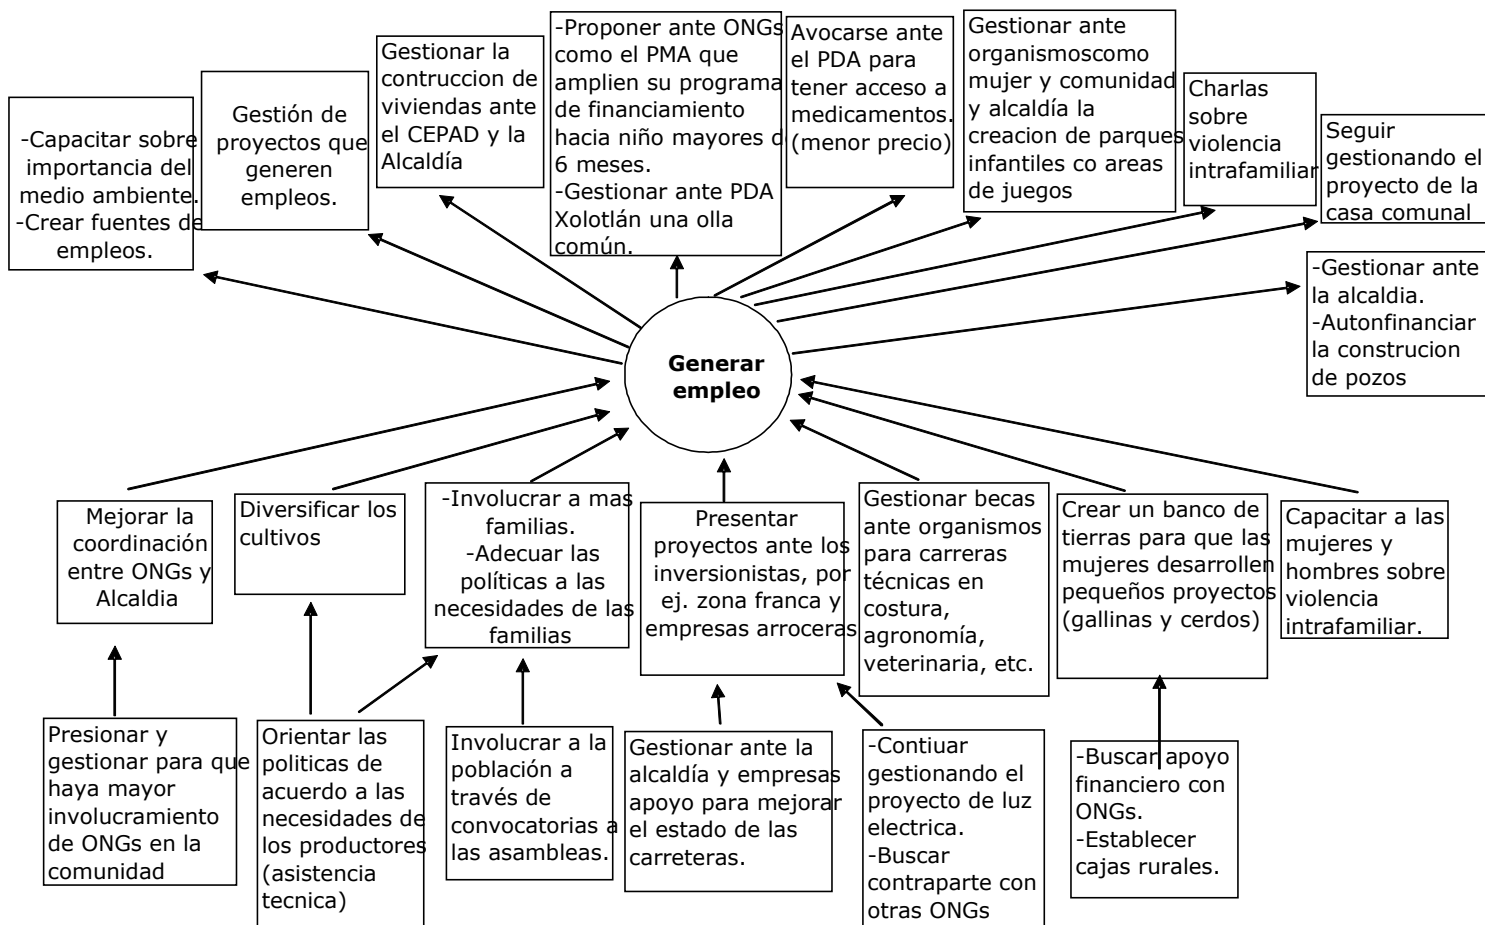 -Capacitar sobre
importancia del
medio ambiente.
-Crear fuentes de
empleos.
Gestión de
proyectos que
generen
empleos.
Gestionar la
contruccion de
viviendas ante
el CEPAD y la
Alcaldía
-Proponer ante ONGs
como el PMA que
amplien su programa
de financiamiento
hacia niño mayores de
6 meses.
-Gestionar ante PDA
Xolotlán una olla
común.
Avocarse ante
el PDA para
tener acceso a
medicamentos.
(menor precio)
Gestionar ante
organismoscomo
mujer y comunidad
y alcaldía la
creacion de parques
infantiles co areas
de juegos
Charlas
sobre
violencia
intrafamiliar
Seguir
gestionando el
proyecto de la
casa comunal
-Gestionar ante
la alcaldia.
-Autonfinanciar
la construcion
de pozos
Generar
empleo
Mejorar la
coordinación
entre ONGs y
Alcaldia
Diversificar los
cultivos
-Involucrar a mas
familias.
-Adecuar las
políticas a las
necesidades de las
familias
Presentar
proyectos ante los
inversionistas, por
ej. zona franca y
empresas arroceras
Gestionar becas
ante organismos
para carreras
técnicas en
costura,
agronomía,
veterinaria, etc.
Crear un banco de
tierras para que las
mujeres desarrollen
pequeños proyectos
(gallinas y cerdos)
Capacitar a las
mujeres y
hombres sobre
violencia
intrafamiliar.
Presionar y
gestionar para que
haya mayor
involucramiento
de ONGs en la
comunidad
Orientar las
politicas de
acuerdo a las
necesidades de
los productores
(asistencia
tecnica)
Involucrar a la
población a
través de
convocatorias a
las asambleas.
Gestionar ante la
alcaldía y empresas
apoyo para mejorar
el estado de las
carreteras.
-Contiuar
gestionando el
proyecto de luz
electrica.
-Buscar
contraparte con
otras ONGs
-Buscar apoyo
financiero con
ONGs.
-Establecer
cajas rurales.